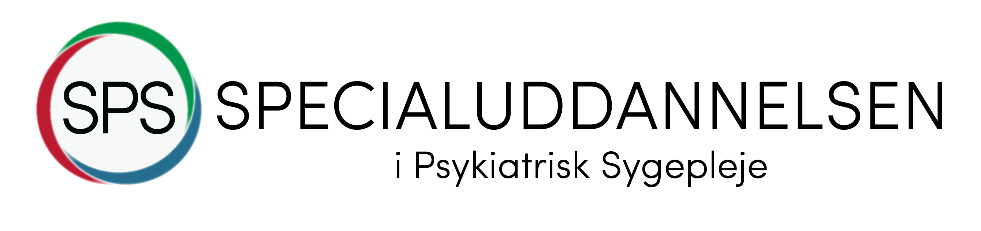 SPS SPECIALUDDANNELSEN
i Psykiatrisk Sygepleje